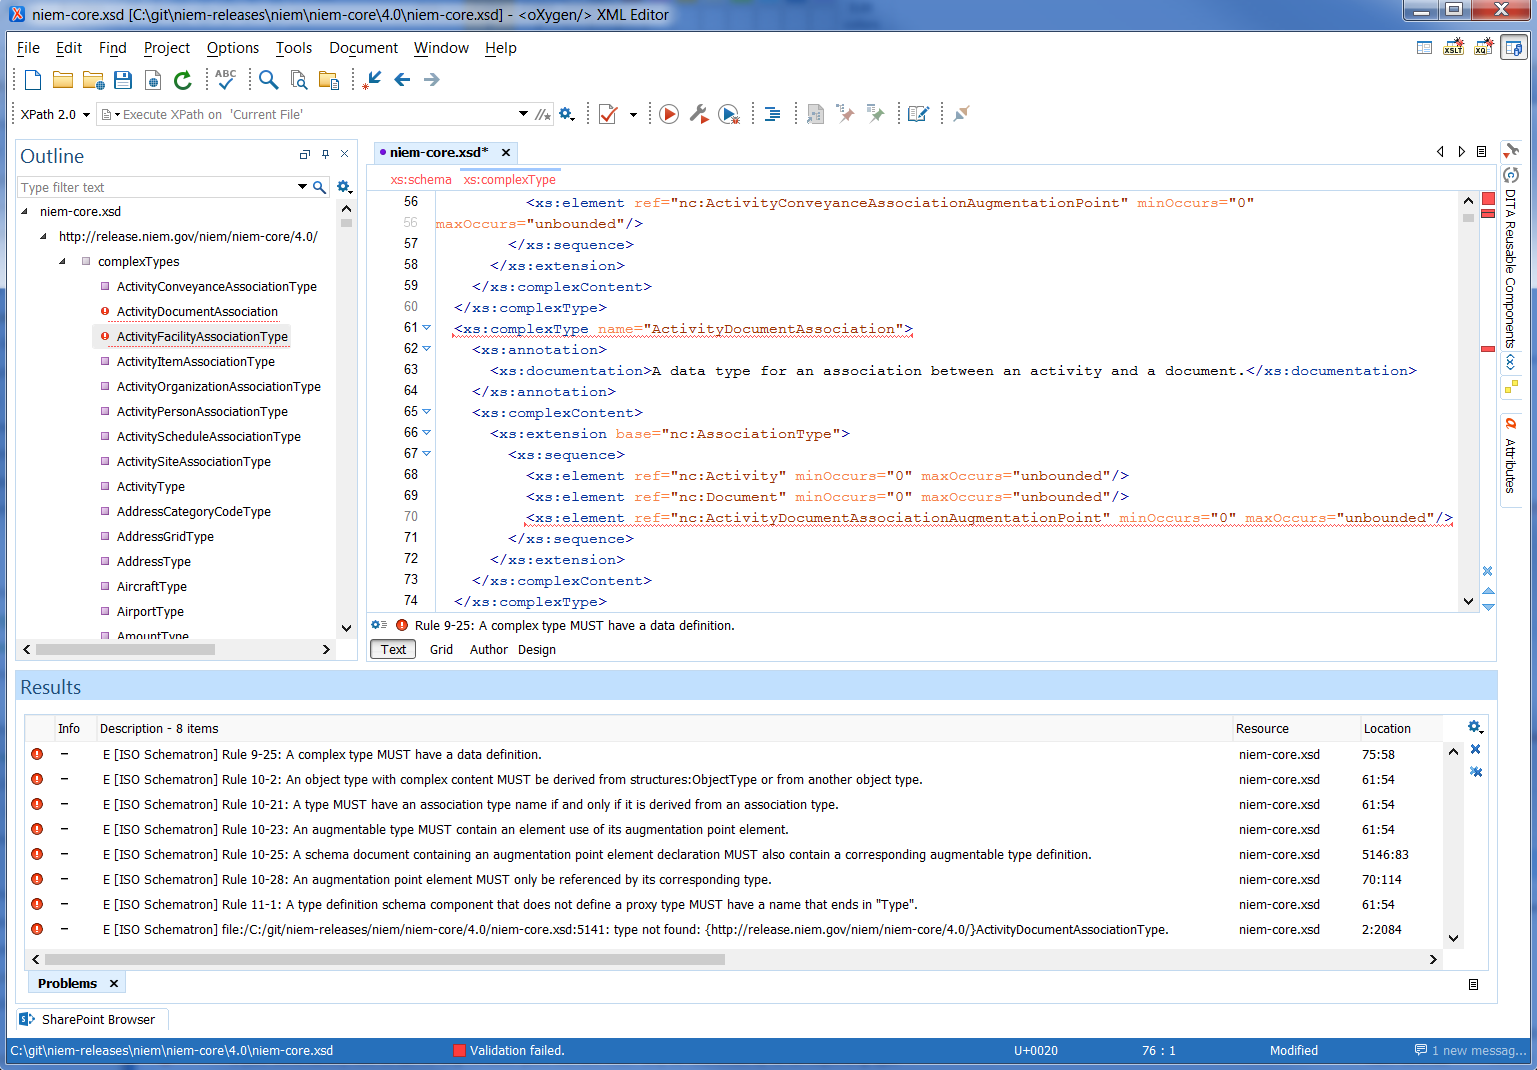 niem-core.xsd [C:\git\niem-releases\niem\niem-core\4.0\niem-core.xsd] - <oXygen/> XML Editor
File Edit Find Project Options Tools Document Window Help
XSLT XQ
ABC
XPath 2.0 Execute XPath on 'Current File'
Outline
Type filter text
niem-core.xsd
http://release.niem.gov/niem/niem-core/4.0/
complexTypes
ActivityConveyanceAssociationType
ActivityDocumentAssociation
ActivityFacilityAssociationType
ActivityItemAssociationType
ActivityOrganizationAssociationType
ActivityPersonAssociationType
ActivityScheduleAssociationType
ActivitySiteAssociationType
ActivityType
AddressCategoryCodeType
AddressGridType
AddressType
AircraftType
AirportType
AmountType
niem-core.xsd*
xs:schema xs:complexType
56 <xs:element ref="nc:ActivityConveyanceAssociationAugmentationPoint" minOccurs="0"
56 maxOccurs="unbounded"/>
57 </xs:sequence>
58 </xs:extension>
59 </xs:complexContent>
60 </xs:complexType>
61 <xs:complexType name="ActivityDocumentAssociation">
62 <xs:annotation>
63 <xs:documentation>A data type for an association between an activity and a document.</xs:documentation>
64 </xs:annotation>
65 <xs:complexContent>
66 <xs:extension base="nc:AssociationType">
67 <xs:sequence>
68 <xs:element ref="nc:Activity" minOccurs="0" maxOccurs="unbounded"/>
69 <xs:element ref="nc:Document" minOccurs="0" maxOccurs="unbounded"/>
70 <xs:element ref="nc:ActivityDocumentAssociationAugmentationPoint" minOccurs="0" maxOccurs="unbounded"/>
71 </xs:sequence>
72 </xs:extension>
73 </xs:complexContent>
74 </xs:complexType>
Rule 9-25: A complex type MUST have a data definition.
Text Grid Author Design
DITA Reusable Components
a Attributes
Results
Info Description - 8 items Resource Location
– E [ISO Schematron] Rule 9-25: A complex type MUST have a data definition. niem-core.xsd 75:58
– E [ISO Schematron] Rule 10-2: An object type with complex content MUST be derived from structures:ObjectType or from another object type. niem-core.xsd 61:54
– E [ISO Schematron] Rule 10-21: A type MUST have an association type name if and only if it is derived from an association type. niem-core.xsd 61:54
– E [ISO Schematron] Rule 10-23: An augmentable type MUST contain an element use of its augmentation point element. niem-core.xsd 61:54
– E [ISO Schematron] Rule 10-25: A schema document containing an augmentation point element declaration MUST also contain a corresponding augmentable type definition. niem-core.xsd 5146:83
– E [ISO Schematron] Rule 10-28: An augmentation point element MUST only be referenced by its corresponding type. niem-core.xsd 70:114
– E [ISO Schematron] Rule 11-1: A type definition schema component that does not define a proxy type MUST have a name that ends in "Type". niem-core.xsd 61:54
– E [ISO Schematron] file:/C:/git/niem-releases/niem/niem-core/4.0/niem-core.xsd:5141: type not found: {http://release.niem.gov/niem/niem-core/4.0/}ActivityDocumentAssociationType. niem-core.xsd 2:2084
Problems
SharePoint Browser
C:\git\niem-releases\niem\niem-core\4.0\niem-core.xsd Validation failed. U+0020 76 : 1 Modified 1 new messag...